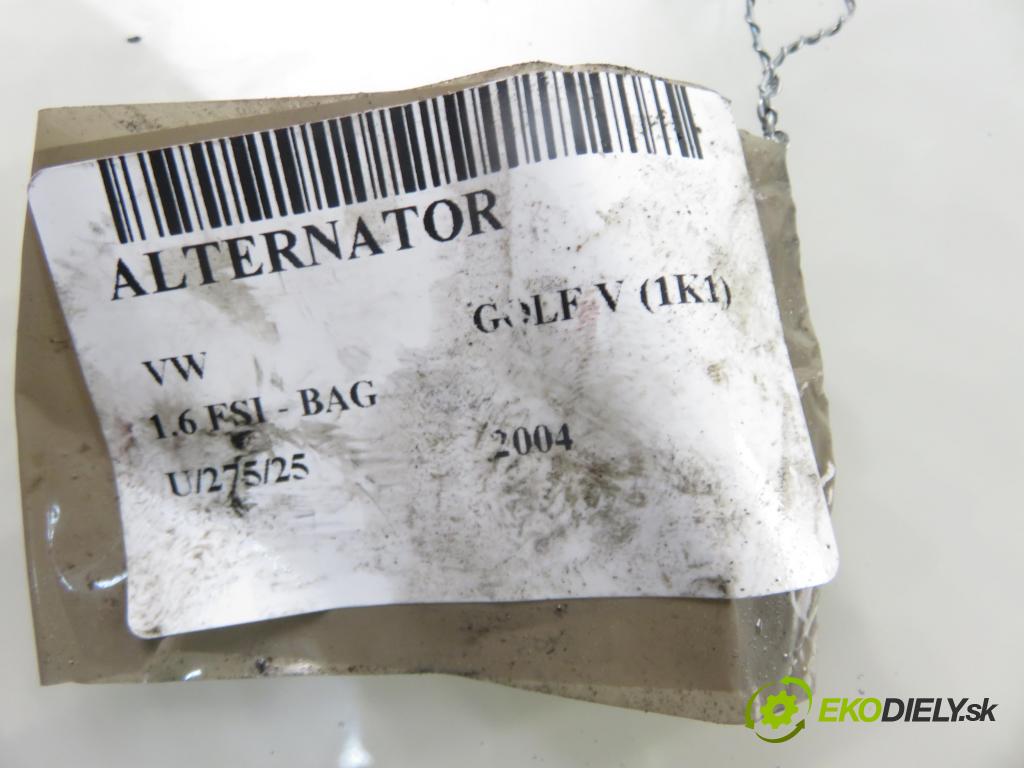 ALTERNATOR
VW GOLF V (1K1)
1.6 FSI - BAG
U/275/25 2004
EKODIELY.sk